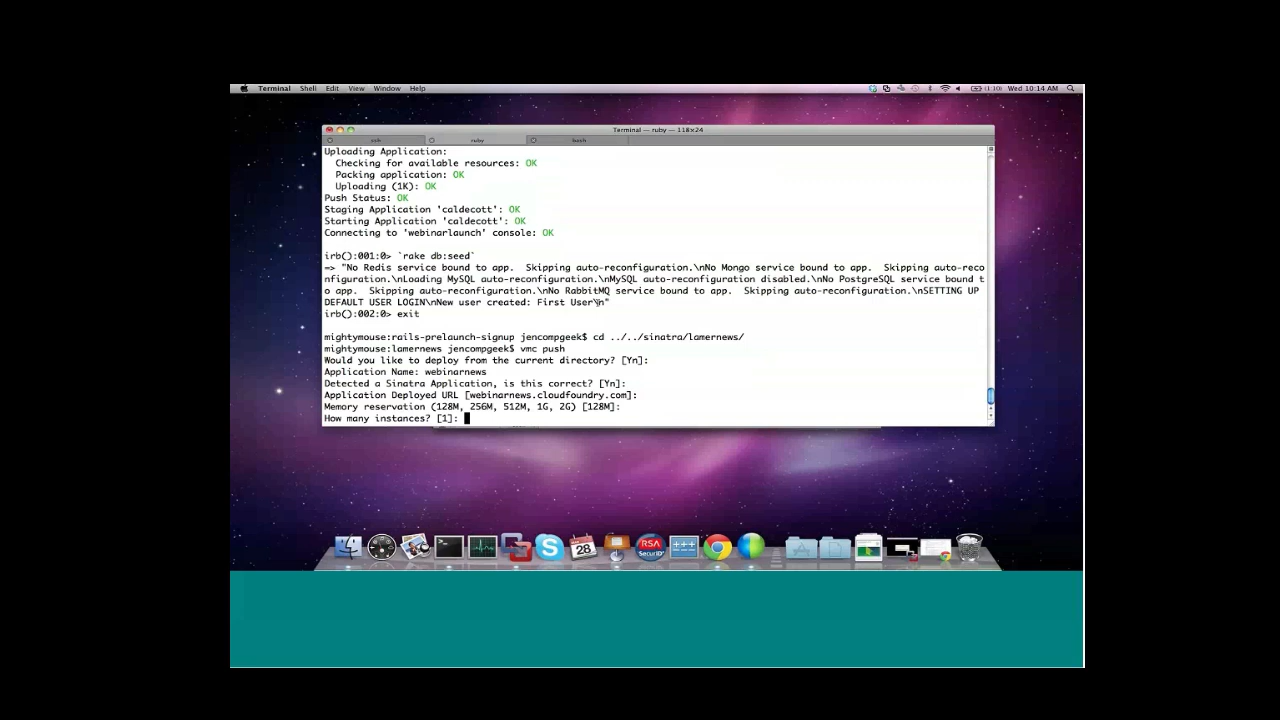 Terminal Shell Edit View Window Help
(1:10) Wed 10:14 AM
Terminal — ruby — 118×24
ruby bash
Uploading Application:
Checking for available resources: OK
Packing application: OK
Uploading (1K): OK
Push Status: OK
Staging Application 'caldecott': OK
Starting Application 'caldecott': OK
Connecting to 'webinarlaunch' console: OK
irb():001:0> `rake db:seed`
=> "No Redis service bound to app.  Skipping auto-reconfiguration.\nNo Mongo service bound to app.  Skipping auto-reco
nfiguration.\nLoading MySQL auto-reconfiguration.\nMySQL auto-reconfiguration disabled.\nNo PostgreSQL service bound t
o app.  Skipping auto-reconfiguration.\nNo RabbitMQ service bound to app.  Skipping auto-reconfiguration.\nSETTING UP
DEFAULT USER LOGIN\nNew user created: First User\n"
irb():002:0> exit
mightymouse:rails-prelaunch-signup jencompgeek$ cd ../../sinatra/lamernews/
mightymouse:lamernews jencompgeek$ vmc push
Would you like to deploy from the current directory? [Yn]:
Application Name: webinarnews
Detected a Sinatra Application, is this correct? [Yn]:
Application Deployed URL [webinarnews.cloudfoundry.com]:
Memory reservation (128M, 256M, 512M, 1G, 2G) [128M]:
How many instances? [1]:
28
RSA
SecurID